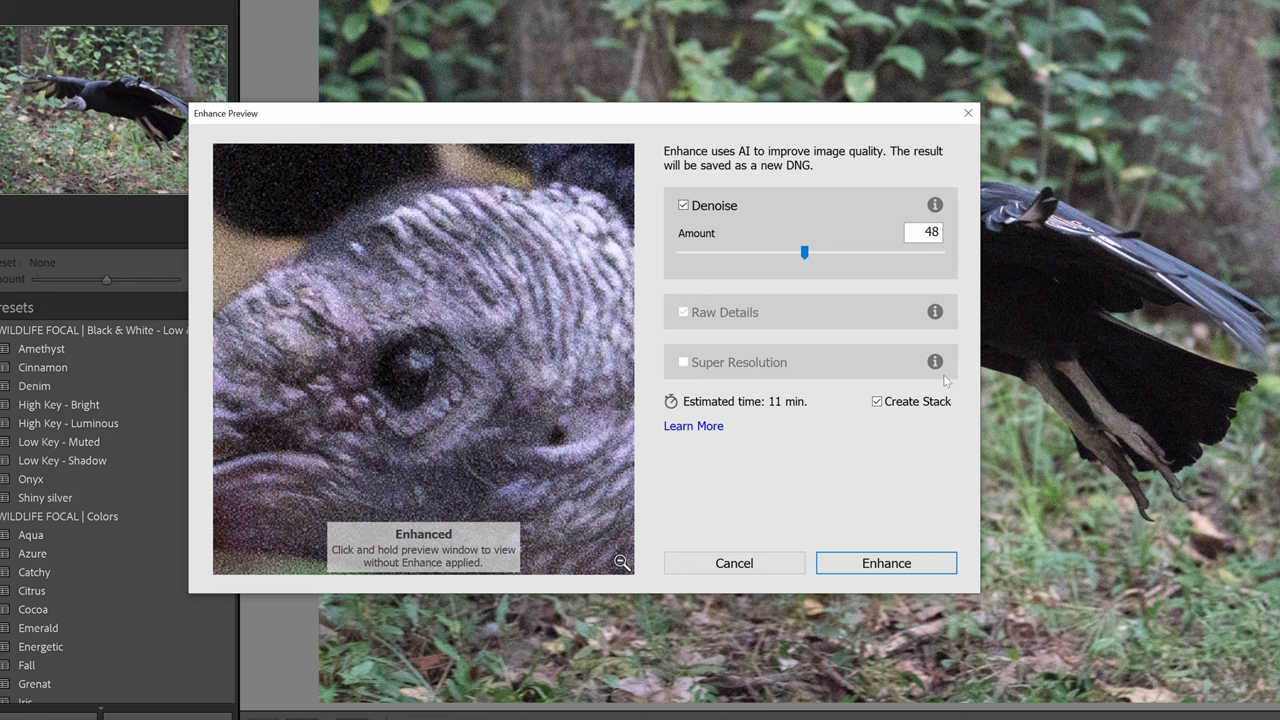 Enhance Preview
Enhance uses AI to improve image quality. The result
will be saved as a new DNG.
Denoise
Amount
48
Raw Details
Super Resolution
Estimated time: 11 min.
Create Stack
Learn More
Enhanced
Click and hold preview window to view
without Enhance applied.
Cancel
Enhance
eset : None
mount
resets
WILDLIFE FOCAL | Black & White - Low &
Amethyst
Cinnamon
Denim
High Key - Bright
High Key - Luminous
Low Key - Muted
Low Key - Shadow
Onyx
Shiny silver
WILDLIFE FOCAL | Colors
Aqua
Azure
Catchy
Citrus
Cocoa
Emerald
Energetic
Fall
Grenat